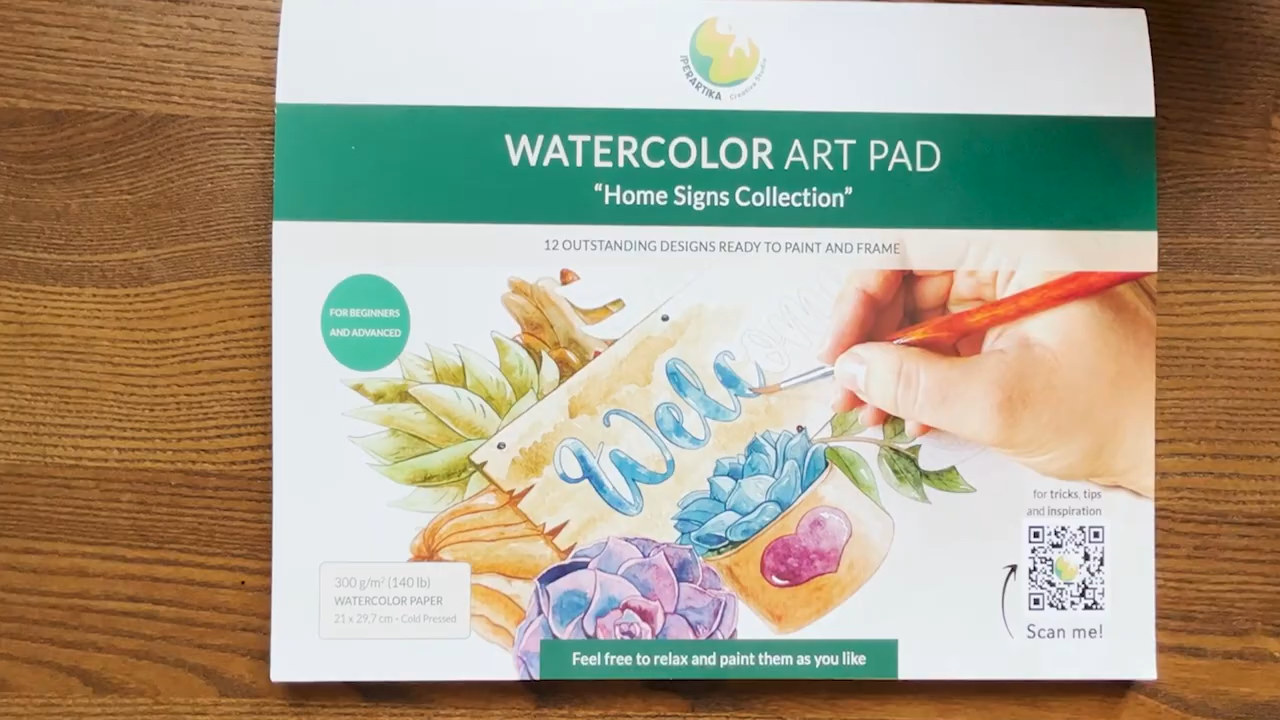 IPERARTIKA Creative Studio
WATERCOLOR ART PAD
“Home Signs Collection”
12 OUTSTANDING DESIGNS READY TO PAINT AND FRAME
FOR BEGINNERS
AND ADVANCED
Welcome
for tricks, tips
and inspiration
300 g/m² (140 lb)
WATERCOLOR PAPER
21 x 29,7 cm - Cold Pressed
Scan me!
Feel free to relax and paint them as you like